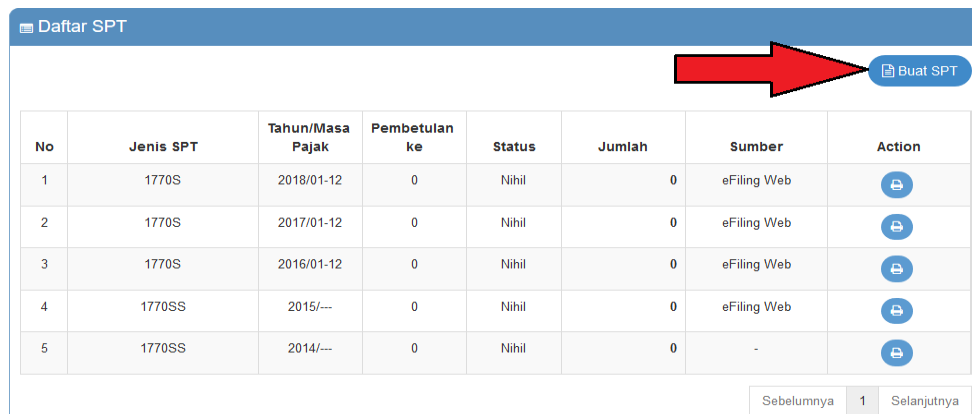 Daftar SPT
Buat SPT
No Jenis SPT Tahun/Masa Pajak Pembetulan ke Status Jumlah Sumber Action
1 1770S 2018/01-12 0 Nihil 0 eFiling Web
2 1770S 2017/01-12 0 Nihil 0 eFiling Web
3 1770S 2016/01-12 0 Nihil 0 eFiling Web
4 1770SS 2015/--- 0 Nihil 0 eFiling Web
5 1770SS 2014/--- 0 Nihil 0 -
Sebelumnya 1 Selanjutnya